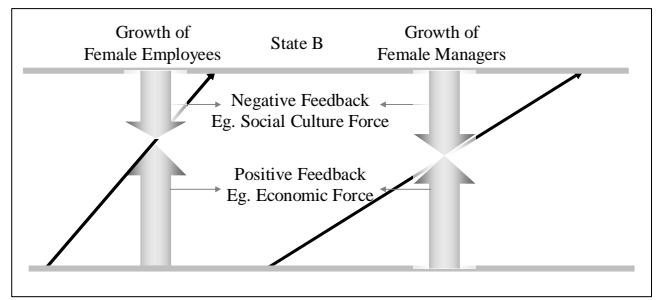 Growth of
Female Employees
State B
Growth of
Female Managers
Negative Feedback
Eg. Social Culture Force
Positive Feedback
Eg. Economic Force